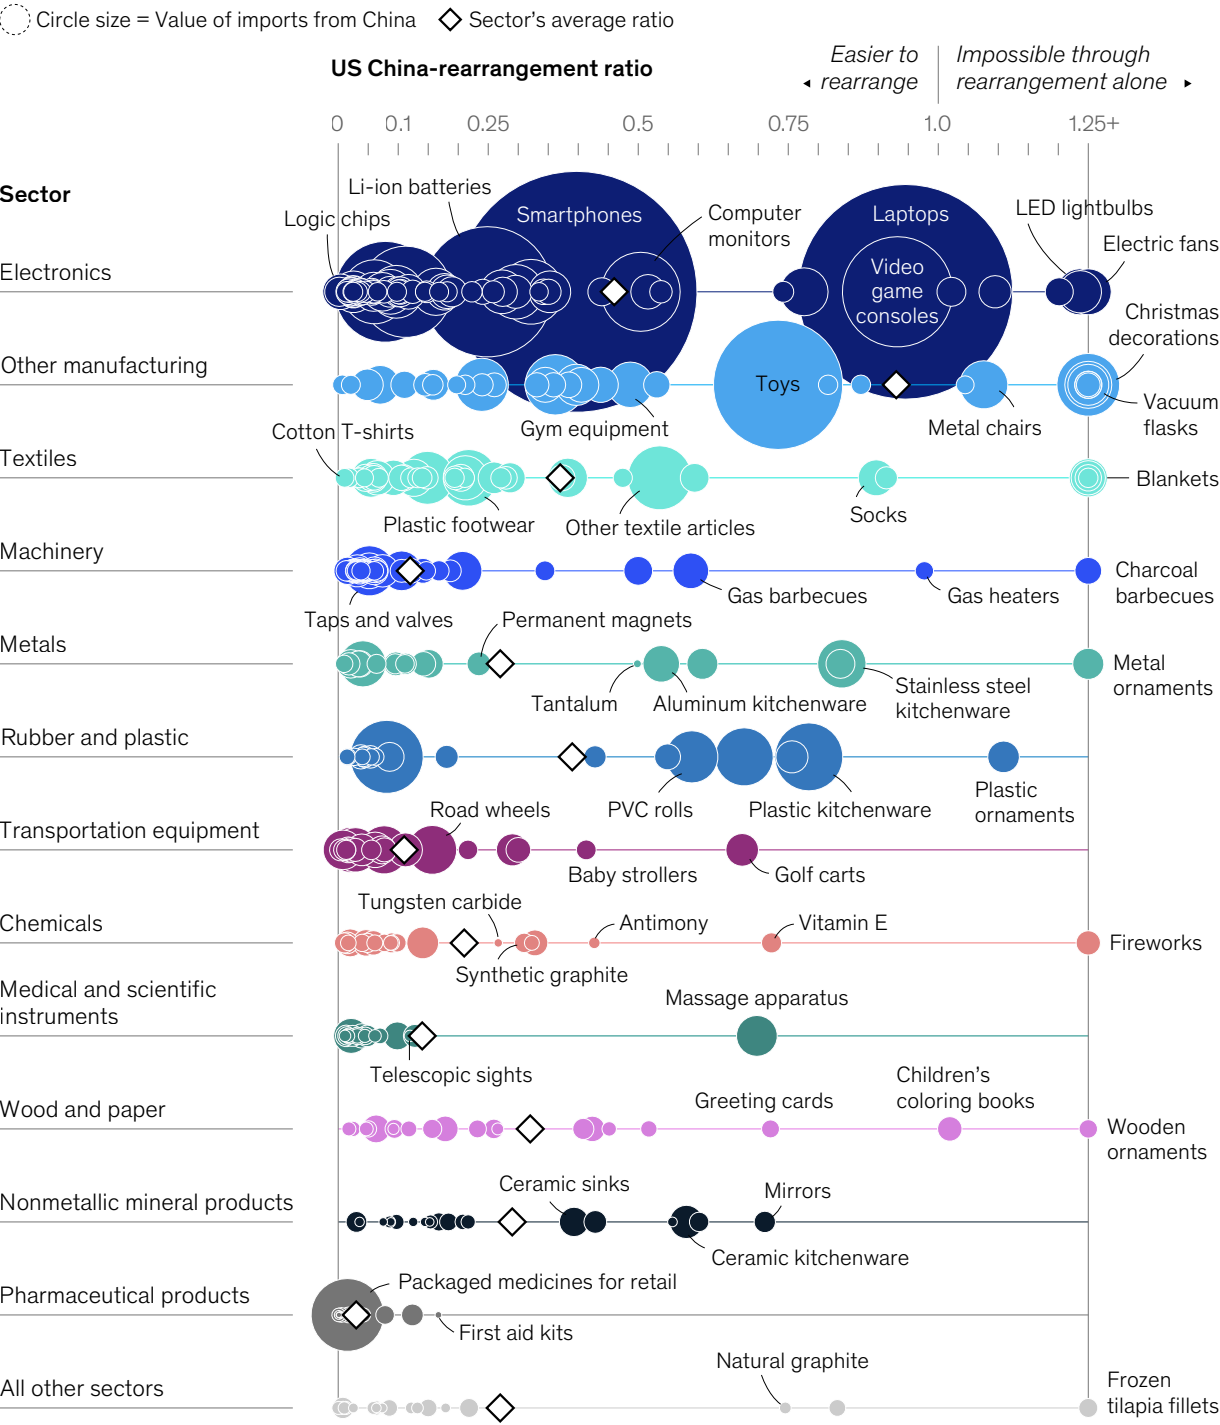 Circle size = Value of imports from China
Sector's average ratio
US China-rearrangement ratio
Easier to
rearrange
Impossible through
rearrangement alone
0
0.1
0.25
0.5
0.75
1.0
1.25+
Sector
Li-ion batteries
Logic chips
Smartphones
Computer
monitors
Laptops
LED lightbulbs
Electric fans
Electronics
Video
game
consoles
Christmas
decorations
Other manufacturing
Toys
Vacuum
flasks
Cotton T-shirts
Gym equipment
Metal chairs
Textiles
Blankets
Plastic footwear
Other textile articles
Socks
Machinery
Charcoal
barbecues
Gas barbecues
Gas heaters
Taps and valves
Permanent magnets
Metals
Metal
ornaments
Tantalum
Aluminum kitchenware
Stainless steel
kitchenware
Rubber and plastic
PVC rolls
Plastic kitchenware
Plastic
ornaments
Road wheels
Transportation equipment
Baby strollers
Golf carts
Tungsten carbide
Chemicals
Antimony
Vitamin E
Fireworks
Synthetic graphite
Medical and scientific
instruments
Massage apparatus
Telescopic sights
Wood and paper
Greeting cards
Children's
coloring books
Wooden
ornaments
Nonmetallic mineral products
Ceramic sinks
Mirrors
Ceramic kitchenware
Pharmaceutical products
Packaged medicines for retail
First aid kits
Natural graphite
All other sectors
Frozen
tilapia fillets